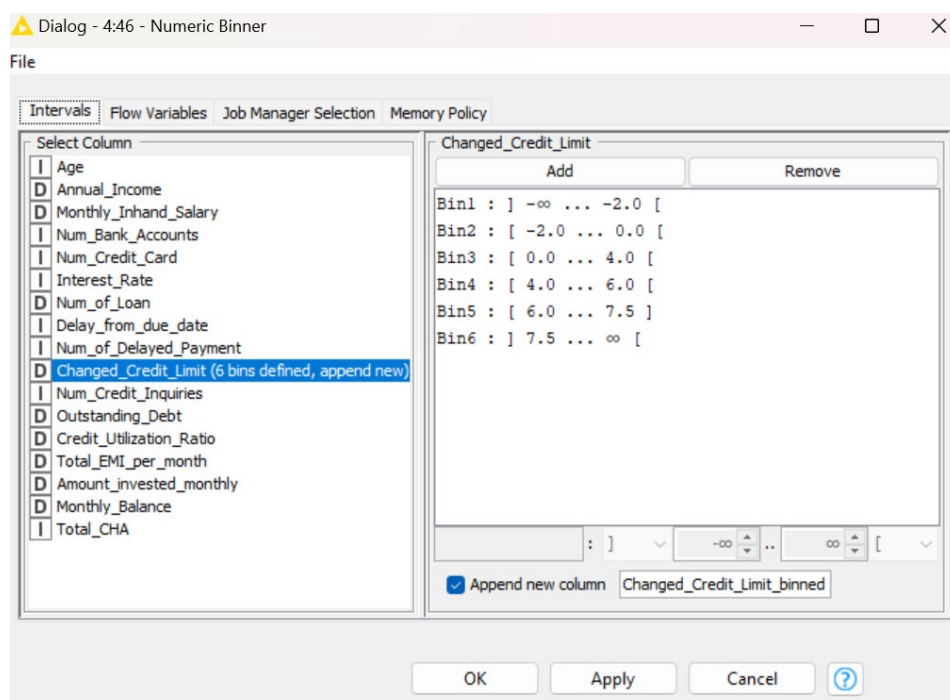 Dialog - 4:46 - Numeric Binner
File
Intervals Flow Variables Job Manager Selection Memory Policy
Select Column
I Age
D Annual_Income
D Monthly_Inhand_Salary
I Num_Bank_Accounts
I Num_Credit_Card
I Interest_Rate
D Num_of_Loan
I Delay_from_due_date
I Num_of_Delayed_Payment
D Changed_Credit_Limit (6 bins defined, append new)
I Num_Credit_Inquiries
D Outstanding_Debt
D Credit_Utilization_Ratio
D Total_EMI_per_month
D Amount_invested_monthly
D Monthly_Balance
I Total_CHA
Changed_Credit_Limit
Add Remove
Bin1 : ] -∞ ... -2.0 [
Bin2 : [ -2.0 ... 0.0 [
Bin3 : [ 0.0 ... 4.0 [
Bin4 : [ 4.0 ... 6.0 [
Bin5 : [ 6.0 ... 7.5 ]
Bin6 : ] 7.5 ... ∞ [
: ] -∞ .. ∞ [
Append new column Changed_Credit_Limit_binned
OK Apply Cancel ?